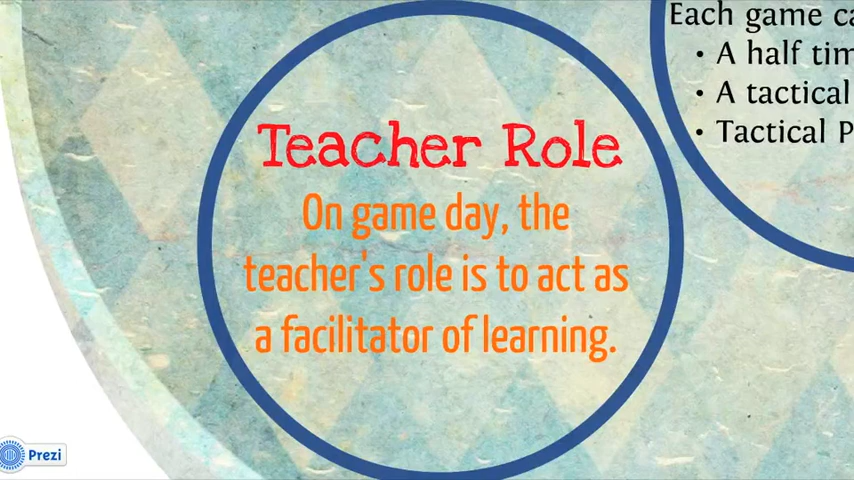 Teacher Role
On game day, the
teacher's role is to act as
a facilitator of learning.
Each game
• A half
• A tactical
• Tactical
Prezi